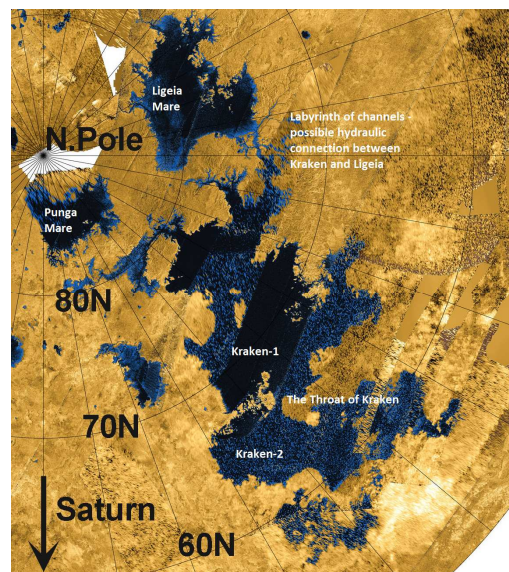 Ligeia
Mare
Labyrinth of channels -
possible hydraulic
connection between
Kraken and Ligeia
N.Pole
Punga
Mare
80N
Kraken-1
The Throat of Kraken
70N
Kraken-2
Saturn
60N